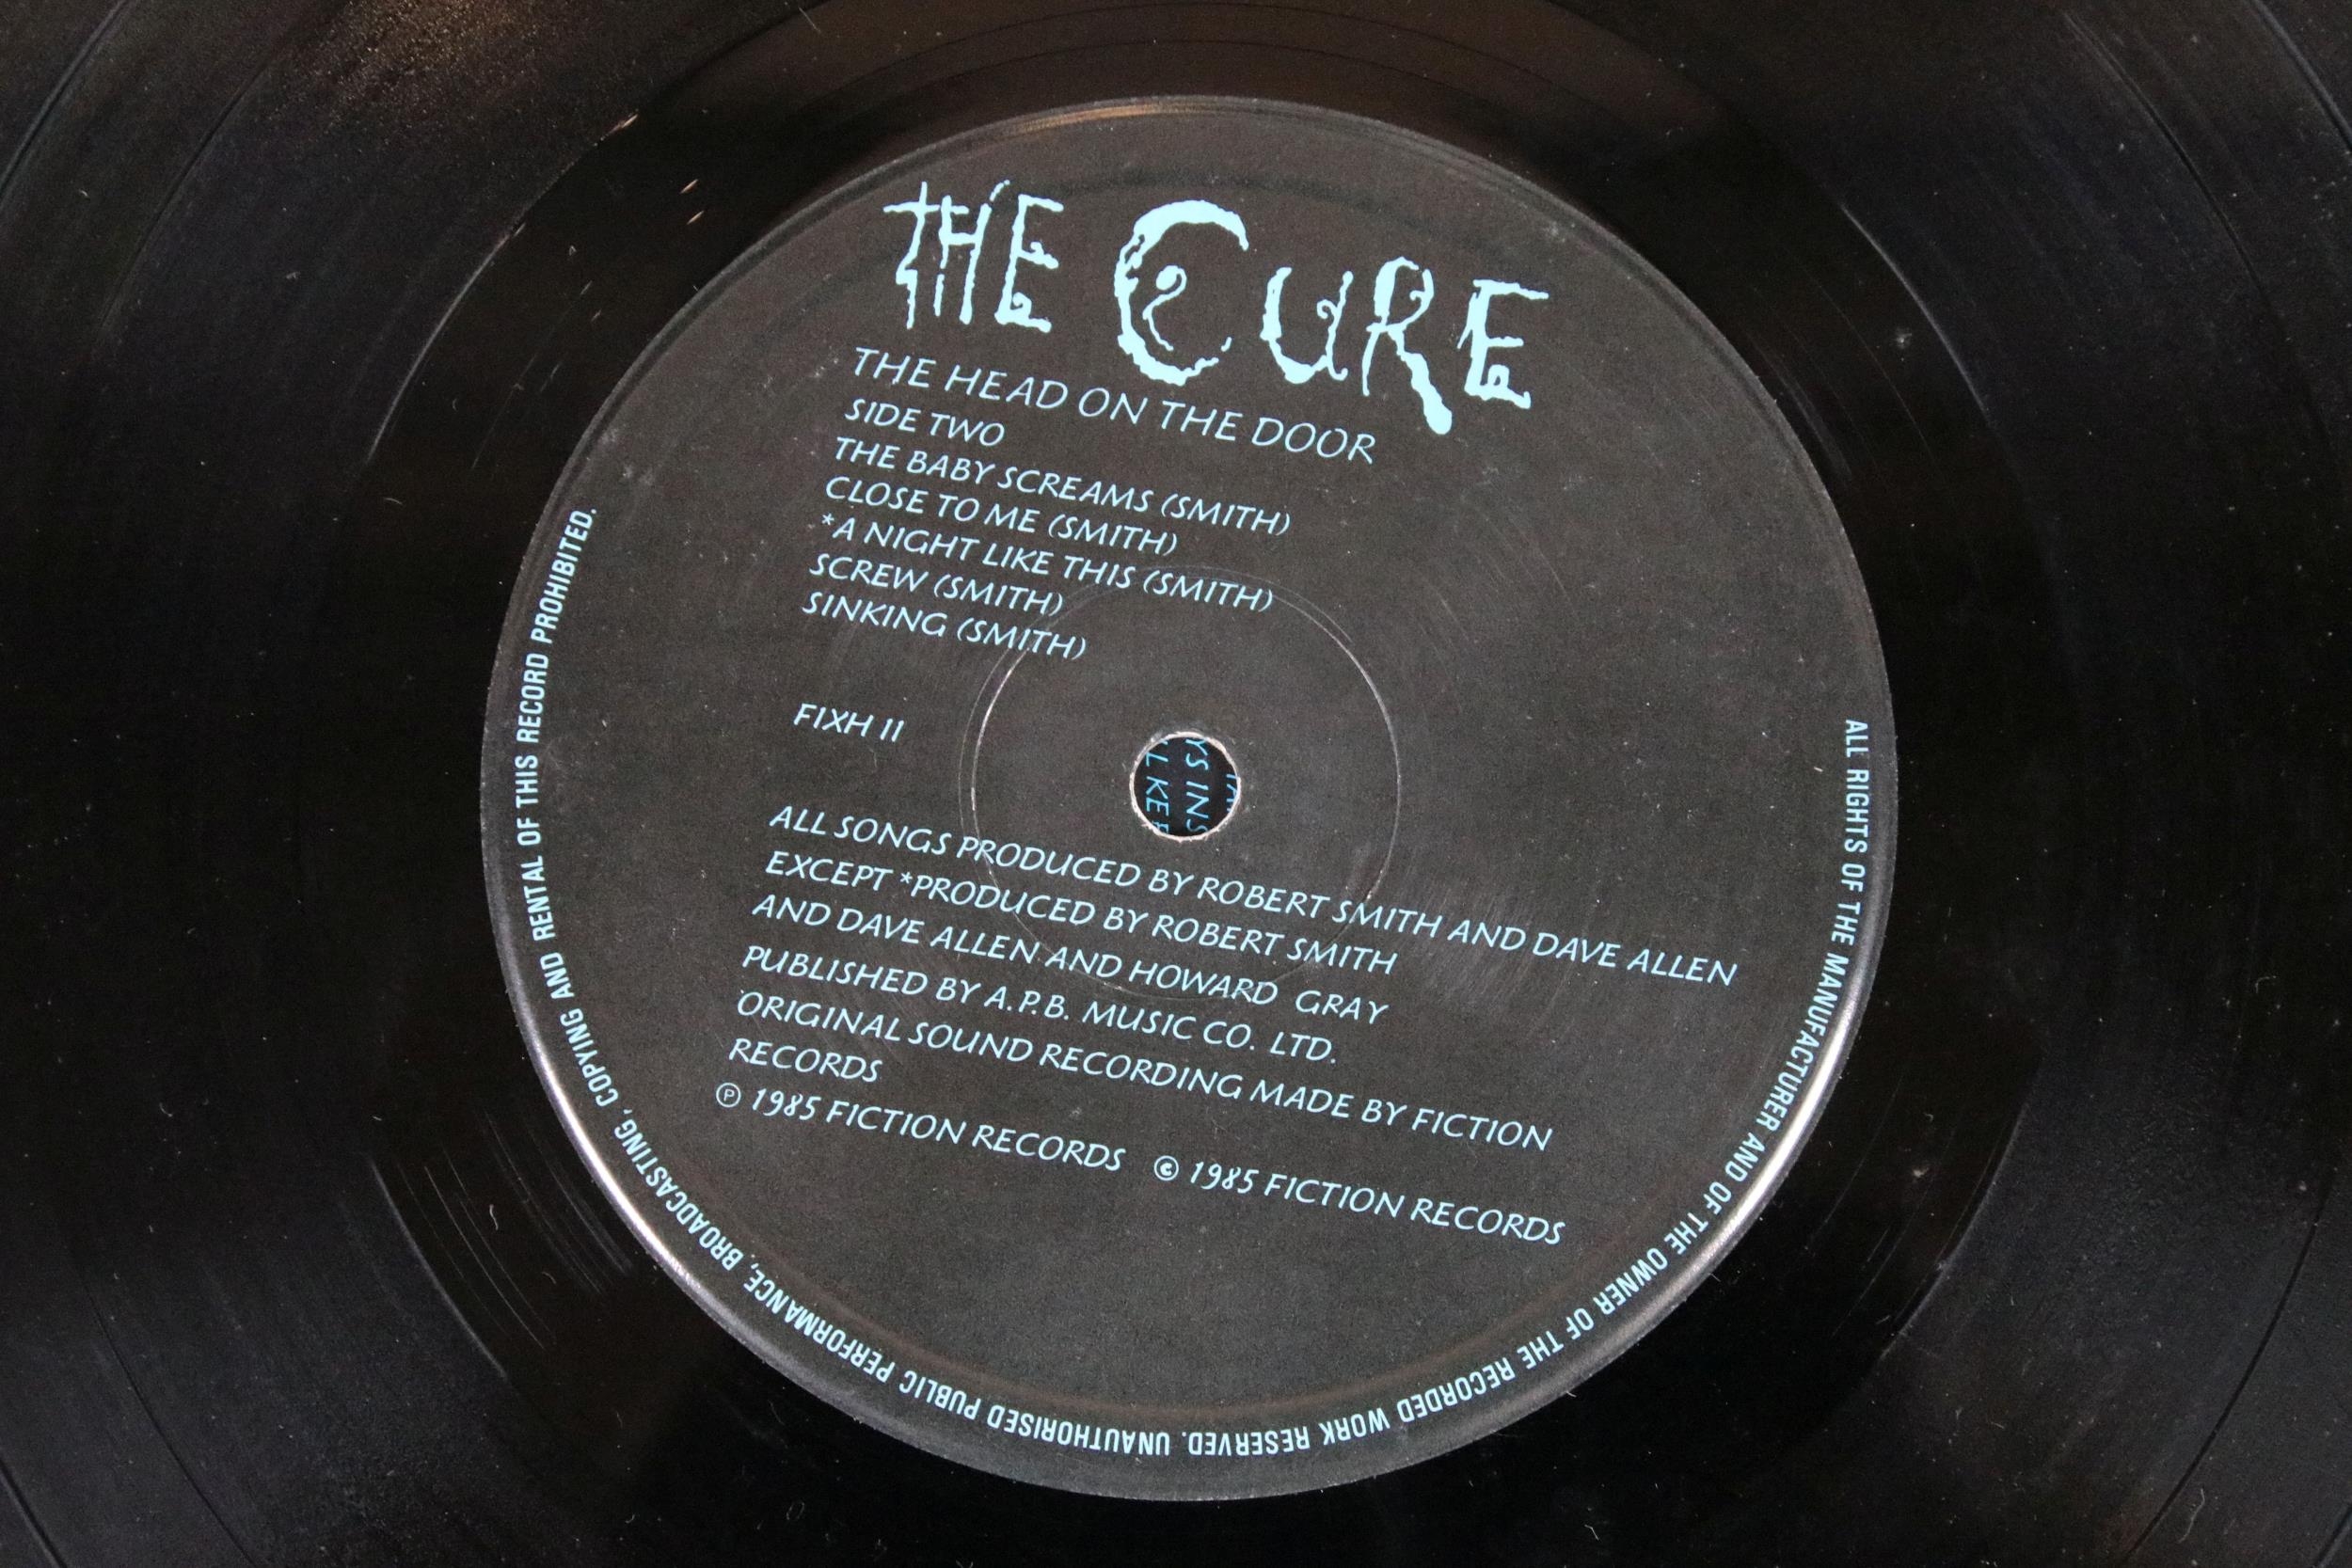 THE CURE
THE HEAD ON THE DOOR
SIDE TWO
THE BABY SCREAMS (SMITH)
CLOSE TO ME (SMITH)
*A NIGHT LIKE THIS (SMITH)
SCREW (SMITH)
SINKING (SMITH)
FIXH II
ALL SONGS PRODUCED BY ROBERT SMITH AND DAVE ALLEN
EXCEPT *PRODUCED BY ROBERT SMITH
AND DAVE ALLEN AND HOWARD GRAY
PUBLISHED BY A.P.B. MUSIC CO. LTD.
ORIGINAL SOUND RECORDING MADE BY FICTION
RECORDS
Ⓟ 1985 FICTION RECORDS © 1985 FICTION RECORDS
ALL RIGHTS OF THE MANUFACTURER AND OF THE OWNER OF THE RECORDED WORK RESERVED. UNAUTHORISED PUBLIC PERFORMANCE, BROADCASTING, COPYING AND RENTAL OF THIS RECORD PROHIBITED.